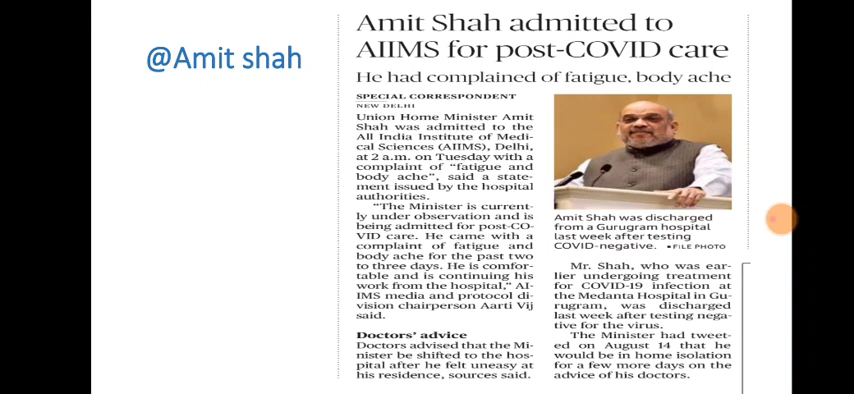 @Amit shah
Amit Shah admitted to
AIIMS for post-COVID care
He had complained of fatigue, body ache
SPECIAL CORRESPONDENT
NEW DELHI
Union Home Minister Amit
Shah was admitted to the
All India Institute of Medi-
cal Sciences (AIIMS), Delhi,
at 2 a.m. on Tuesday with a
complaint of "fatigue and
body ache", said a state-
ment issued by the hospital
authorities.
"The Minister is current-
ly under observation and is
being admitted for post-CO-
VID care. He came with a
complaint of fatigue and
body ache for the past two
to three days. He is comfor-
table and is continuing his
work from the hospital," AI-
IMS media and protocol di-
vision chairperson Aarti Vij
said.
Doctors' advice
Doctors advised that the Mi-
nister be shifted to the hos-
pital after he felt uneasy at
his residence, sources said.
Amit Shah was discharged
from a Gurugram hospital
last week after testing
COVID-negative. ▪FILE PHOTO
Mr. Shah, who was ear-
lier undergoing treatment
for COVID-19 infection at
the Medanta Hospital in Gu-
rugram, was discharged
last week after testing nega-
tive for the virus.
The Minister had tweet-
ed on August 14 that he
would be in home isolation
for a few more days on the
advice of his doctors.